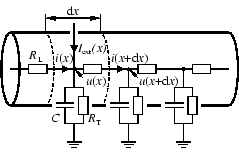 dx
R_L i(x) I_ext(x) i(x+dx)
u(x) u(x+dx)
C R_T